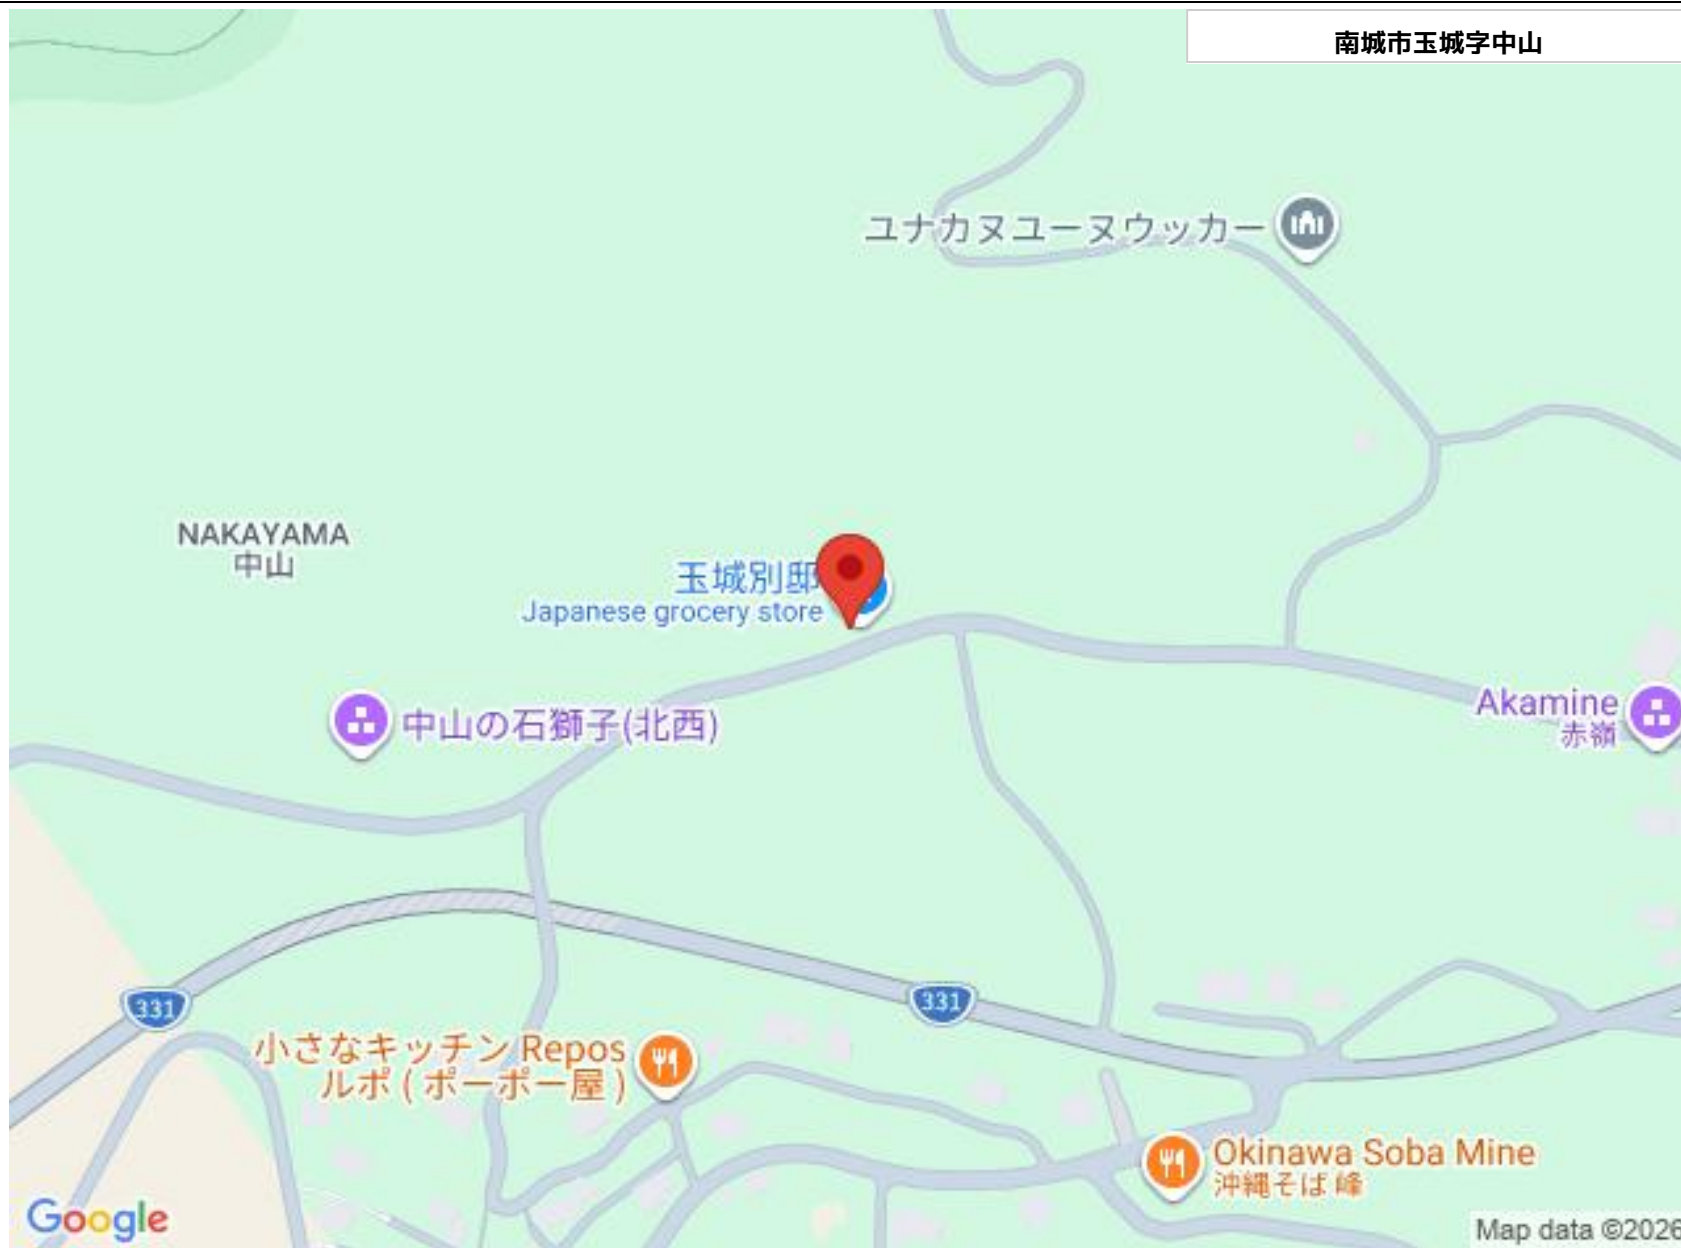 南城市玉城字中山
ユナカヌユーヌウッカー
NAKAYAMA
中山
玉城別邸
Japanese grocery store
中山の石獅子(北西)
Akamine
赤嶺
331
331
小さなキッチン Repos
ルポ ( ポーポー屋 )
Okinawa Soba Mine
沖縄そば 峰
Google
Map data ©2026